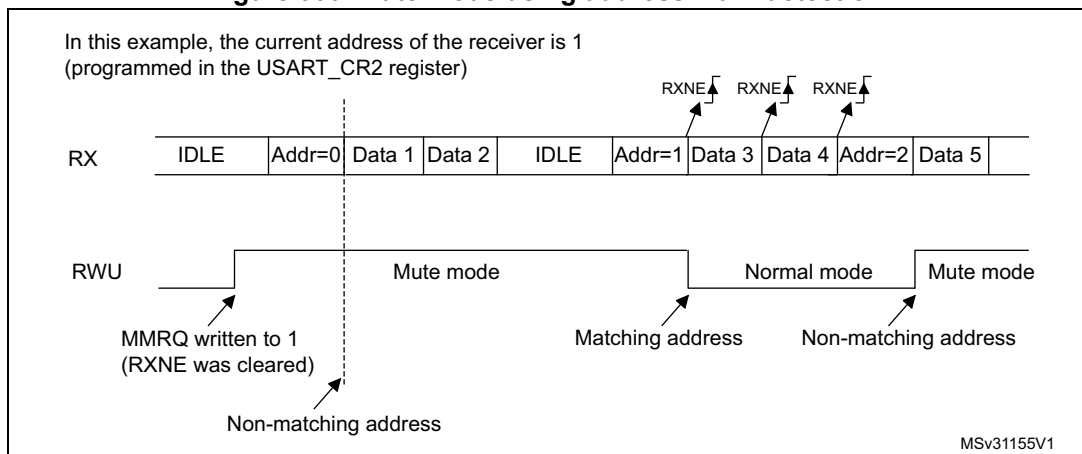 In this example, the current address of the receiver is 1
(programmed in the USART_CR2 register)
RXNE RXNE RXNE
RX IDLE Addr=0 Data 1 Data 2 IDLE Addr=1 Data 3 Data 4 Addr=2 Data 5
RWU Mute mode Normal mode Mute mode
MMRQ written to 1
(RXNE was cleared)
Matching address Non-matching address
Non-matching address
MSv31155V1